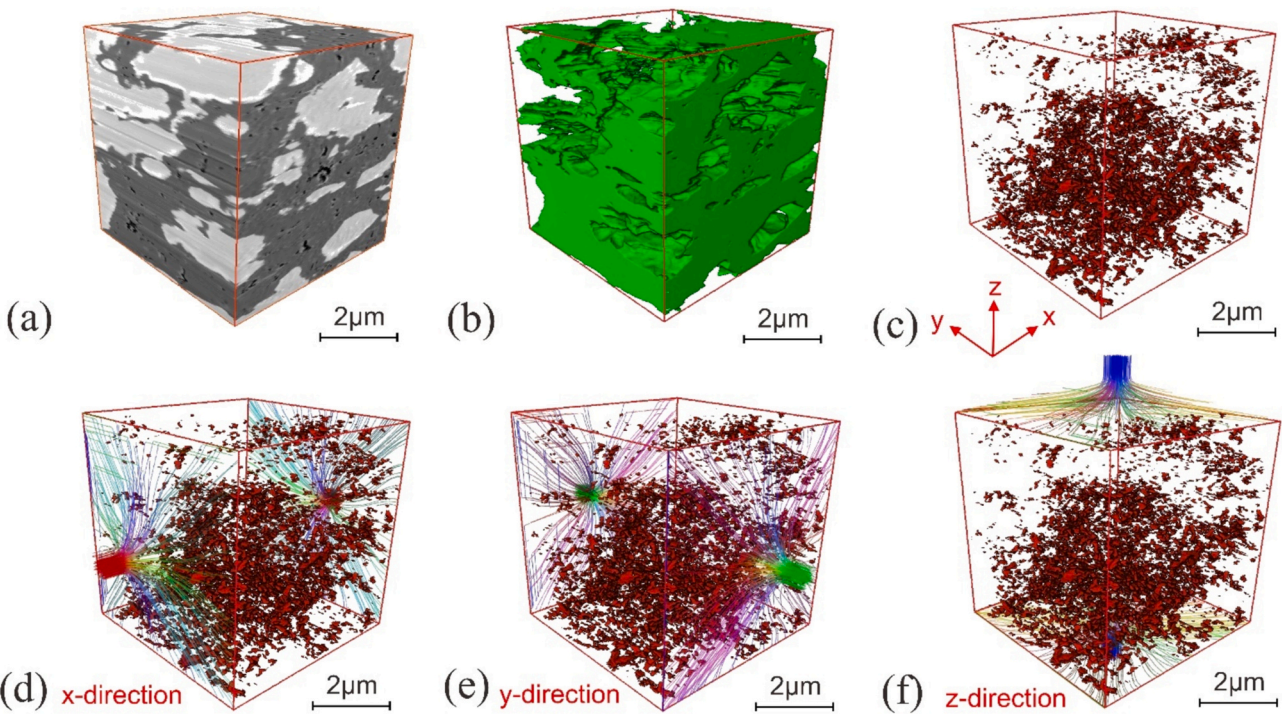 (a)
2μm
(b)
2μm
(c)
2μm
z
y
x
(d)
x-direction
2μm
(e)
y-direction
2μm
(f)
z-direction
2μm